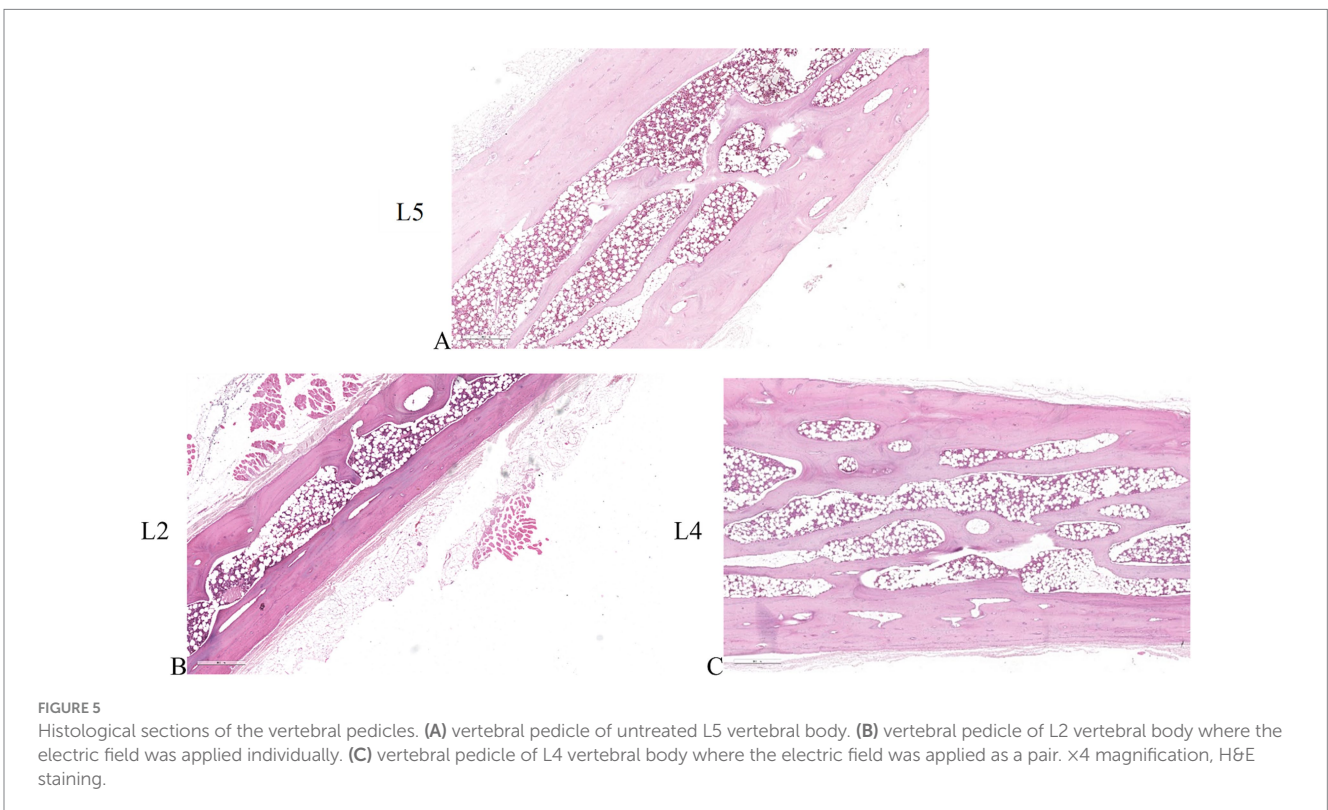 L5
A
L2
B
L4
C
FIGURE 5
Histological sections of the vertebral pedicles. (A) vertebral pedicle of untreated L5 vertebral body. (B) vertebral pedicle of L2 vertebral body where the
electric field was applied individually. (C) vertebral pedicle of L4 vertebral body where the electric field was applied as a pair. ×4 magnification, H&E
staining.